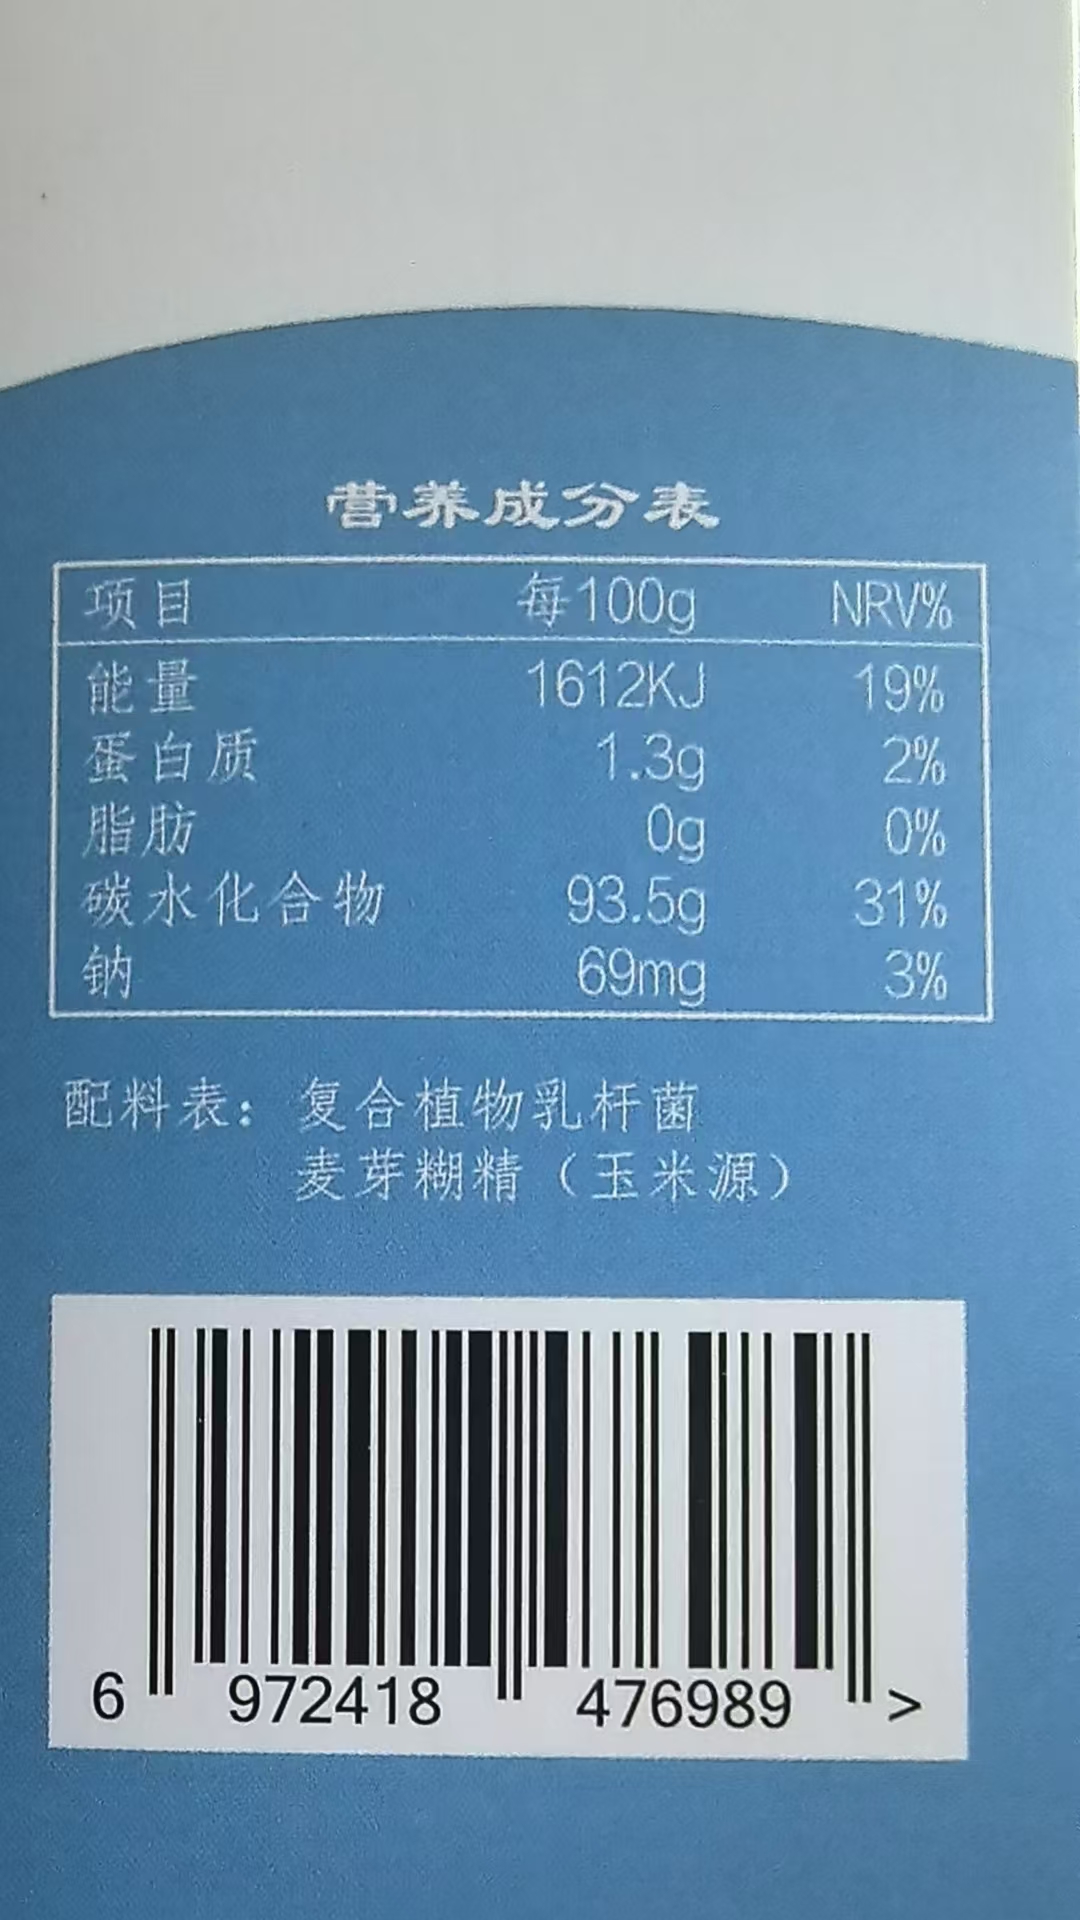 营养成分表
项目 每100g NRV%
能量 1612KJ 19%
蛋白质 1.3g 2%
脂肪 0g 0%
碳水化合物 93.5g 31%
钠 69mg 3%
配料表：复合植物乳杆菌
麦芽糊精（玉米源）
6 972418 476989 >